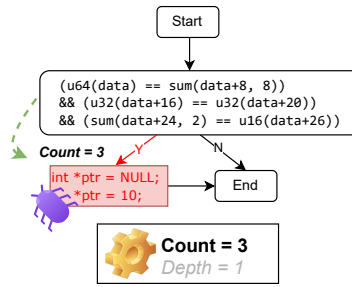 Start
(u64(data) == sum(data+8, 8))
&& (u32(data+16) == u32(data+20))
&& (sum(data+24, 2) == u16(data+26))
Count = 3
Y
N
int *ptr = NULL;
*ptr = 10;
End
Count = 3
Depth = 1